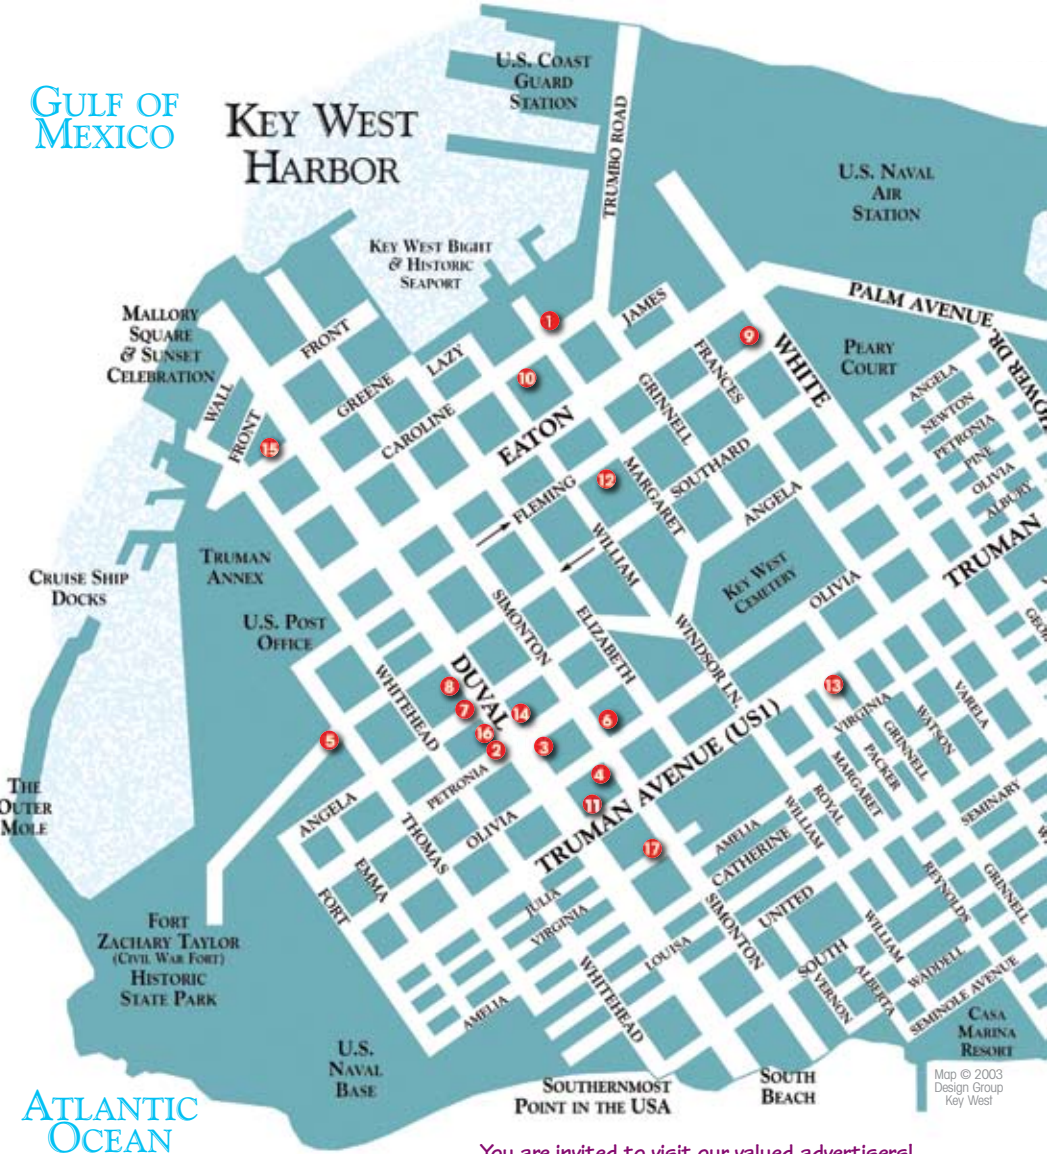 GULF OF
MEXICO
KEY WEST
HARBOR
U.S. COAST
GUARD
STATION
TRUMBO ROAD
U.S. NAVAL
AIR
STATION
KEY WEST BIGHT
& HISTORIC
SEAPORT
MALLORY
SQUARE
& SUNSET
CELEBRATION
FRONT
WALL
FRONT
GREENE
LAZY
CAROLINE
JAMES
EATON
PALM AVENUE
WHITE
PEARY
COURT
FRANCES
GRINNELL
MARGARET
SOUTHARD
ANGELA
FLEMING
WILLIAM
ANGELA
NEWTON
PETRONIA
PINE
OLIVIA
ALBURY
TRUMAN
1
9
10
15
12
CRUISE SHIP
DOCKS
TRUMAN
ANNEX
U.S. POST
OFFICE
KEY WEST
CEMETERY
OLIVIA
SIMONTON
ELIZABETH
WINDSOR LN.
DUVAL
WHITEHEAD
8
7
14
16
2
3
6
5
4
11
13
17
TRUMAN AVENUE (US1)
VIRGINIA
GRINNELL
WATSON
VARELA
PACKER
MARGARET
ROYAL
WILLIAM
SEMINARY
THE
OUTER
MOLE
ANGELA
PETRONIA
OLIVIA
THOMAS
EMMA
FORT
JULIA
VIRGINIA
AMELIA
CATHERINE
UNITED
LOUISA
SIMONTON
SOUTH
VERNON
ALBERTA
WILLIAM
REYNOLDS
GRINNELL
WADDELL
SEMINOLE AVENUE
WHITEHEAD
AMELIA
FORT
ZACHARY TAYLOR
(CIVIL WAR FORT)
HISTORIC
STATE PARK
U.S.
NAVAL
BASE
CASA
MARINA
RESORT
SOUTHERNMOST
POINT IN THE USA
SOUTH
BEACH
Map © 2003
Design Group
Key West
ATLANTIC
OCEAN
You are invited to visit our valued advertisers!